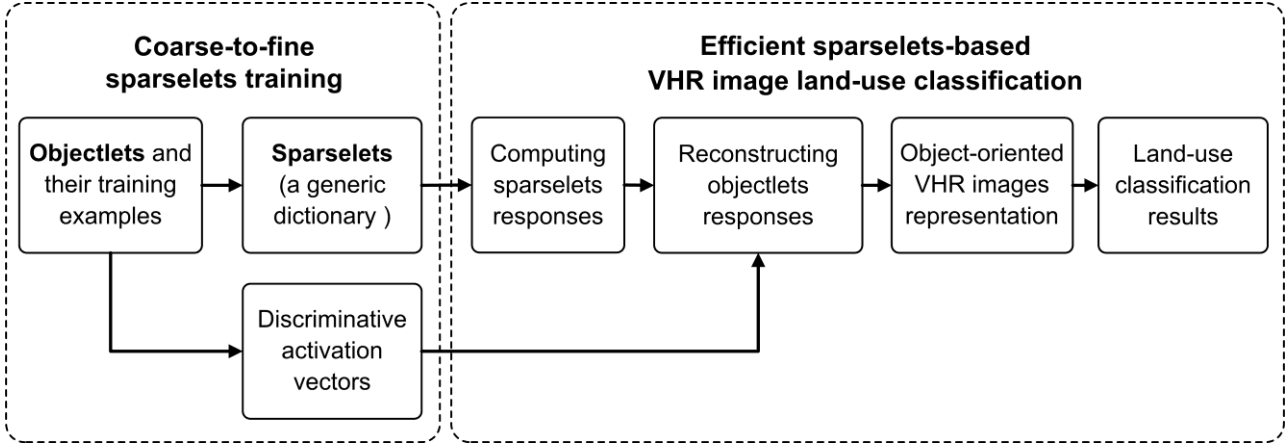 Coarse-to-fine
sparselets training
Efficient sparselets-based
VHR image land-use classification
Objectlets and
their training
examples
Sparselets
(a generic
dictionary )
Computing
sparselets
responses
Reconstructing
objectlets
responses
Object-oriented
VHR images
representation
Land-use
classification
results
Discriminative
activation
vectors